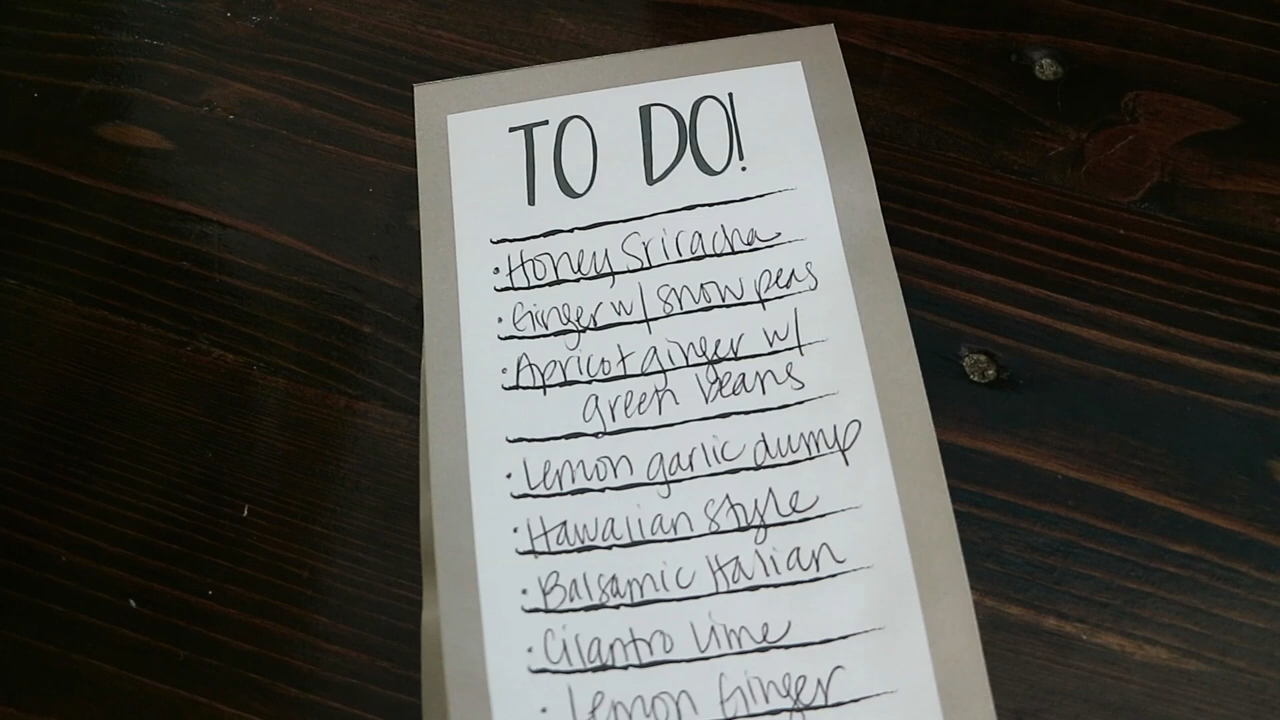 TO DO!
• Honey Sriracha
• Ginger w/ snow peas
• Apricot ginger w/
green beans
• Lemon garlic dump
• Hawaiian style
• Balsamic Italian
• Cilantro Lime
• Lemon Ginger